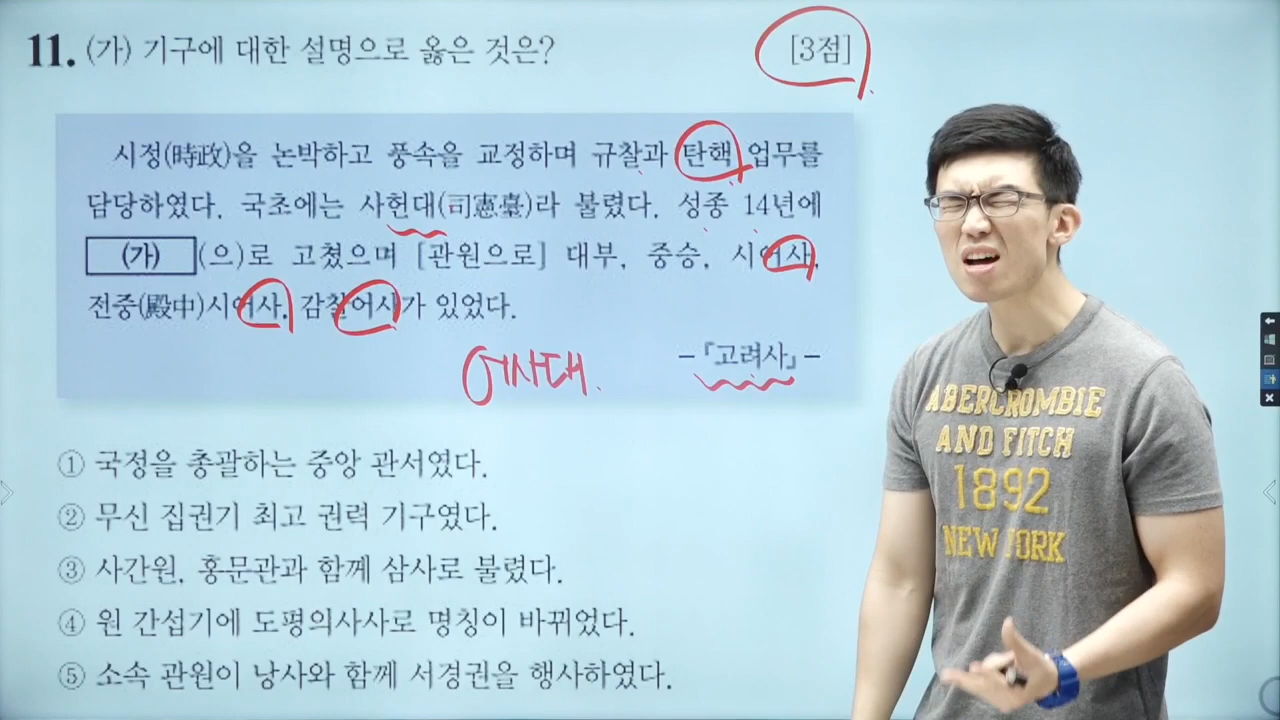 11. (가) 기구에 대한 설명으로 옳은 것은? [3점]
시정(時政)을 논박하고 풍속을 교정하며 규찰과 탄핵 업무를
담당하였다. 국초에는 사헌대(司憲臺)라 불렸다. 성종 14년에
(가) (으)로 고쳤으며 [관원으로] 대부, 중승, 시어사,
전중(殿中)시어사, 감찰어사가 있었다.
어사대.
-『고려사』-
① 국정을 총괄하는 중앙 관서였다.
② 무신 집권기 최고 권력 기구였다.
③ 사간원, 홍문관과 함께 삼사로 불렸다.
④ 원 간섭기에 도평의사사로 명칭이 바뀌었다.
⑤ 소속 관원이 낭사와 함께 서경권을 행사하였다.
ABERCROMBIE
AND FITCH
1892
NEW YORK